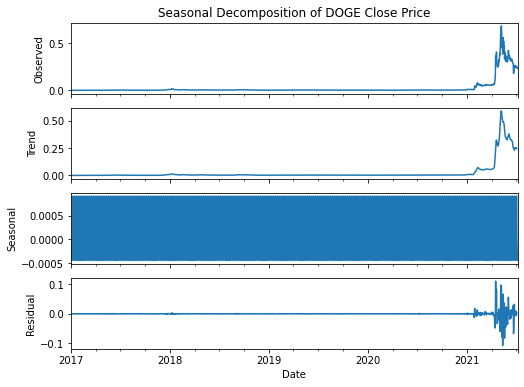 Seasonal Decomposition of DOGE Close Price
Observed
0.5
0.0
Trend
0.50
0.25
0.00
Seasonal
0.0005
0.0000
−0.0005
Residual
0.1
0.0
−0.1
2017 2018 2019 2020 2021
Date